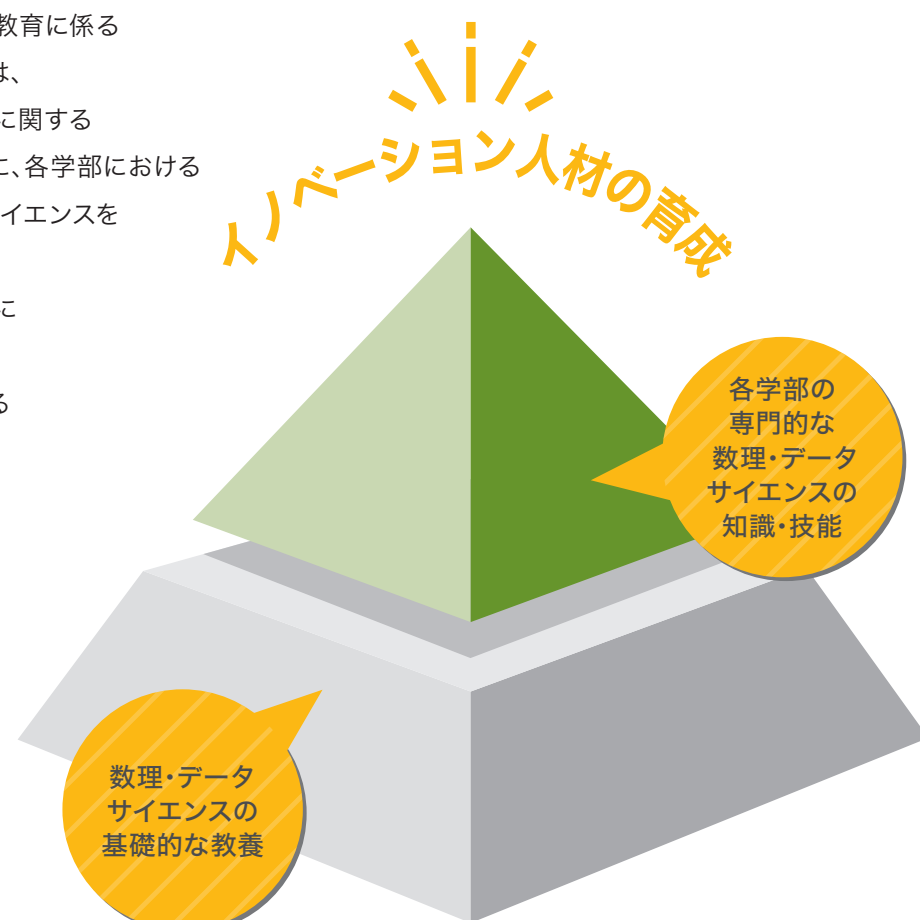 教育に係る
は、
に関する
に、各学部における
イエンスを
に
る
イノベーション人材の育成
各学部の
専門的な
数理・データ
サイエンスの
知識・技能
数理・データ
サイエンスの
基礎的な教養